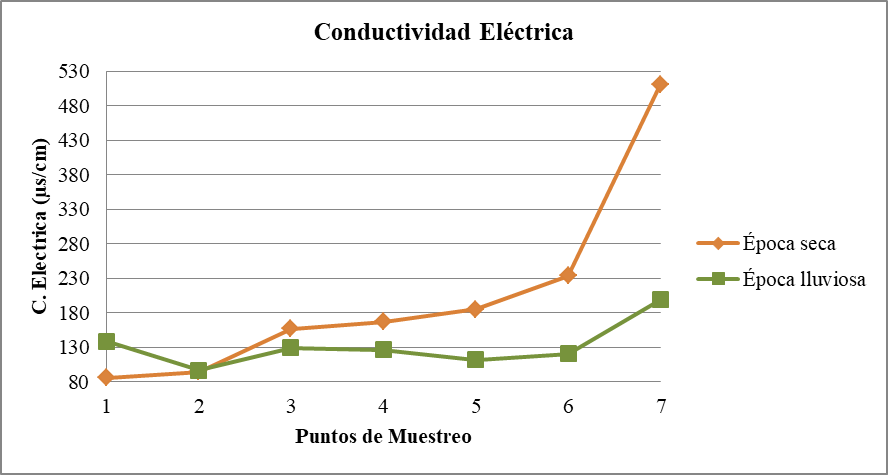 Conductividad Eléctrica
530
480
430
380
330
280
230
180
130
80
C. Electrica (µs/cm)
1 2 3 4 5 6 7
Puntos de Muestreo
Época seca
Época lluviosa